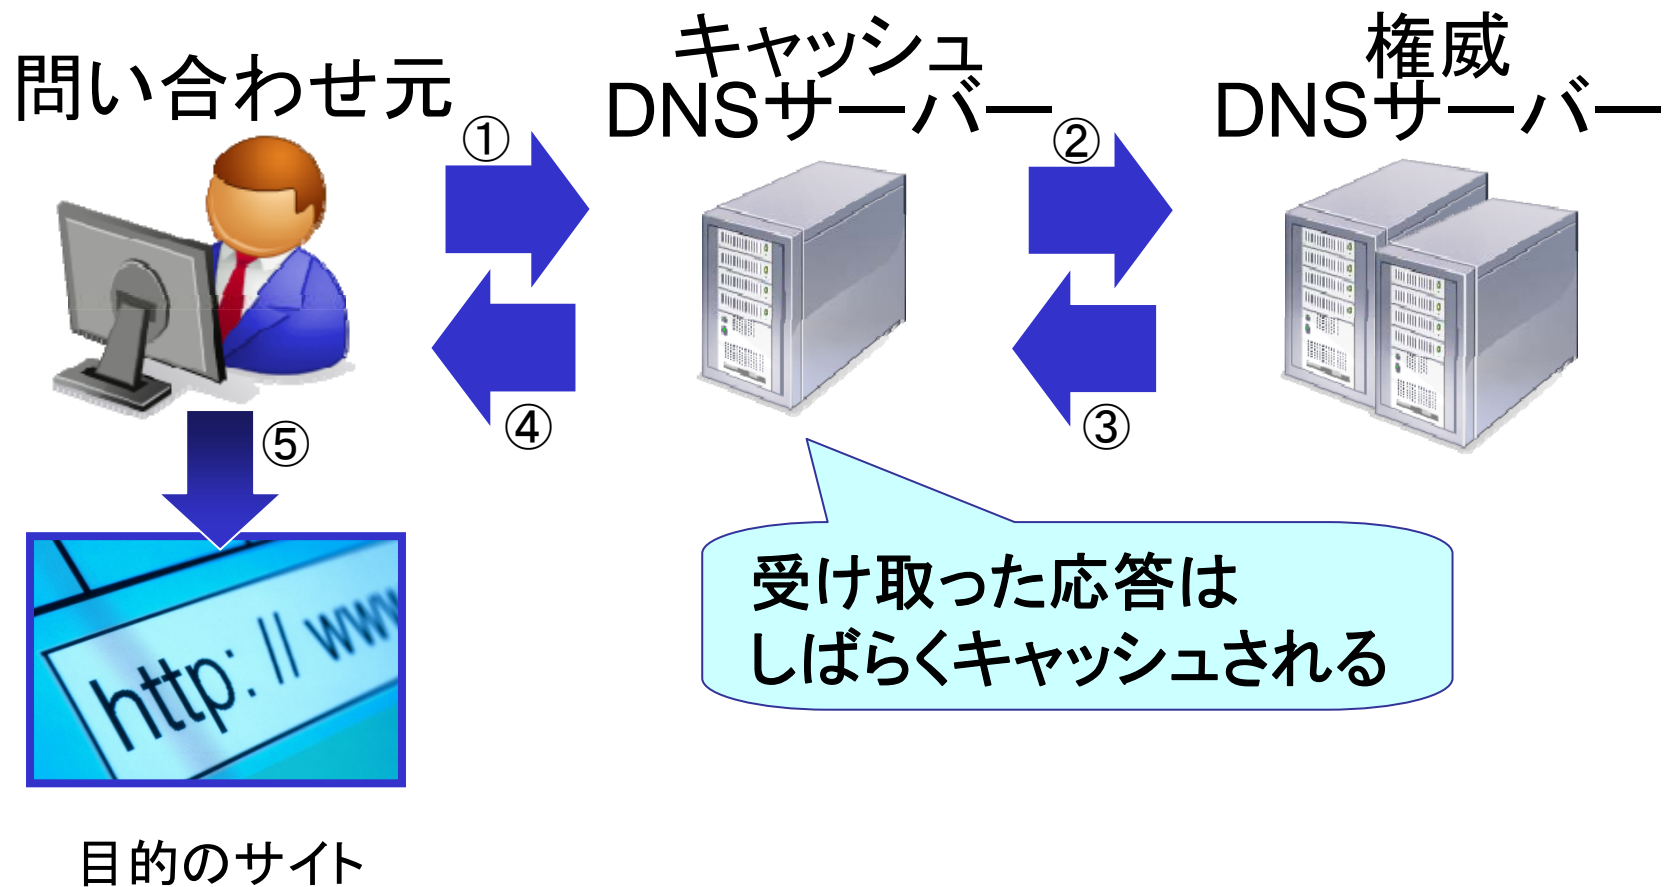 問い合わせ元
キャッシュ
DNSサーバー
権威
DNSサーバー
①
②
④
③
⑤
受け取った応答は
しばらくキャッシュされる
http: // www
目的のサイト